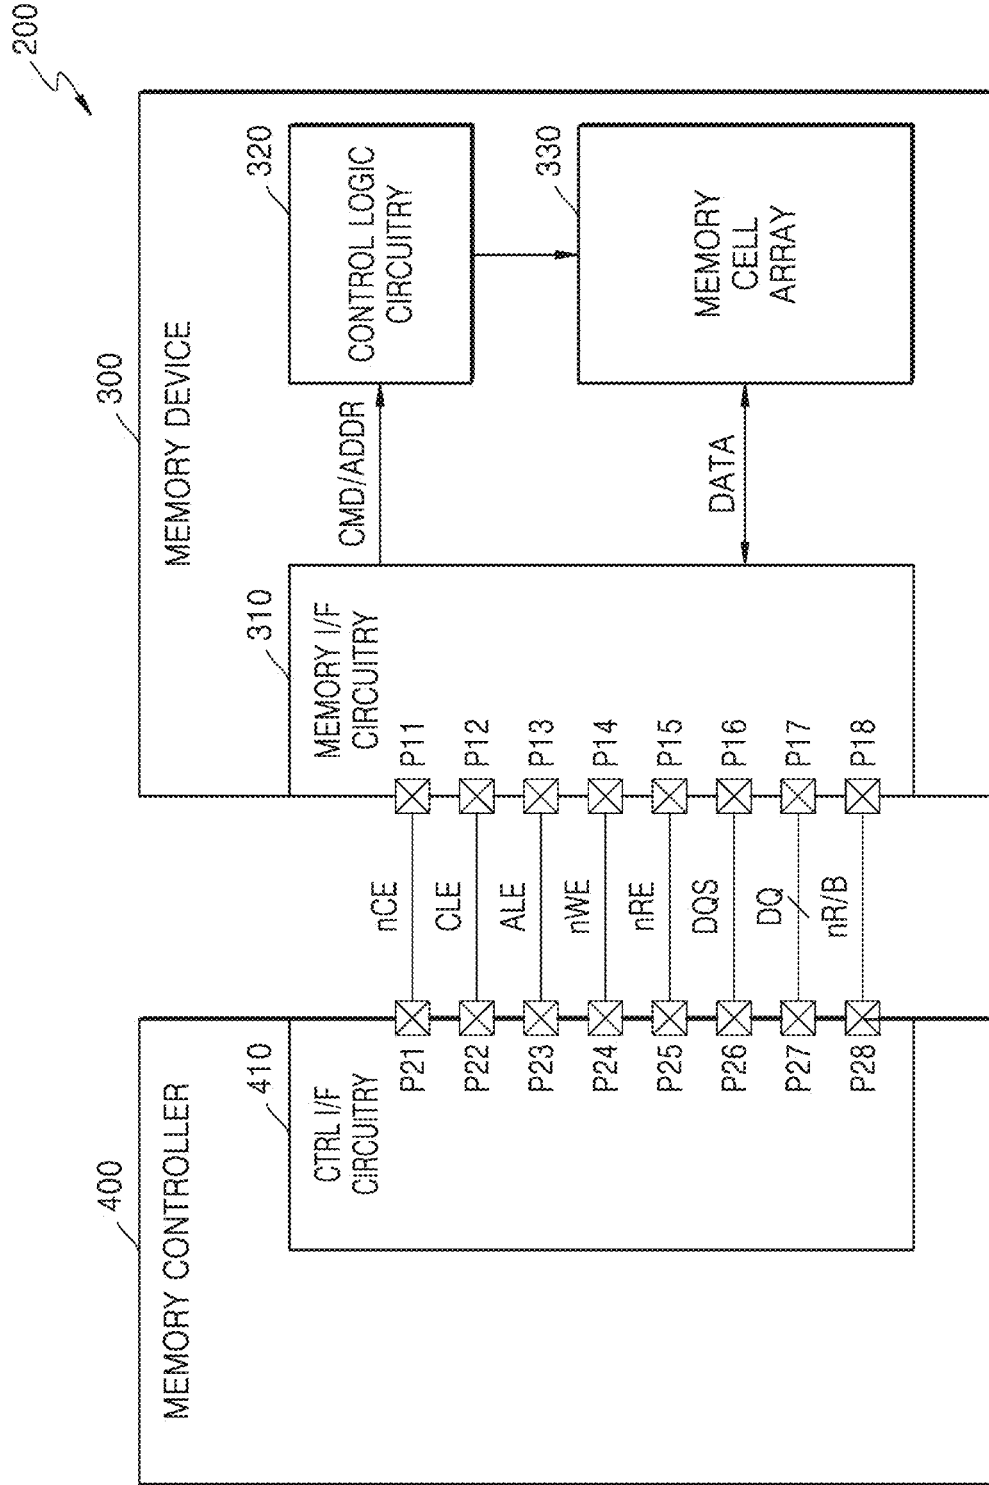 200
400
MEMORY CONTROLLER
410
CTRL I/F
CIRCUITRY
P21
P22
P23
P24
P25
P26
P27
P28
nCE
CLE
ALE
nWE
nRE
DQS
DQ
nR/B
300
MEMORY DEVICE
310
MEMORY I/F
CIRCUITRY
P11
P12
P13
P14
P15
P16
P17
P18
CMD/ADDR
DATA
320
CONTROL LOGIC
CIRCUITRY
330
MEMORY
CELL
ARRAY